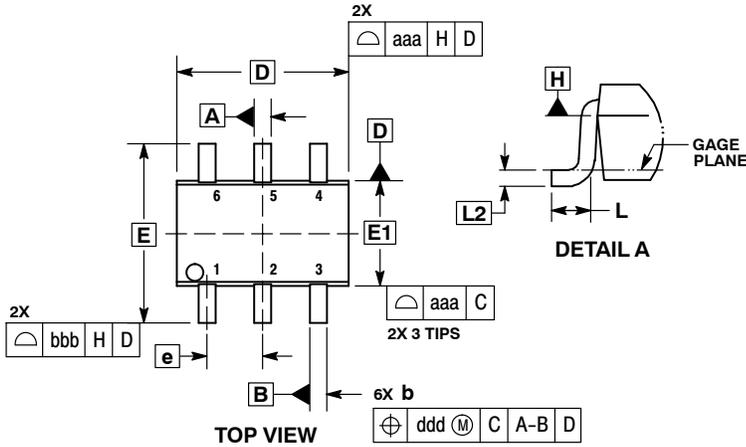 2X
aaa H D
D
A
D
H
GAGE
PLANE
6 5 4
L2
L
E
E1
DETAIL A
1 2 3
aaa C
2X 3 TIPS
2X
bbb H D
e
B
6X b
ddd Ⓜ C A-B D
TOP VIEW